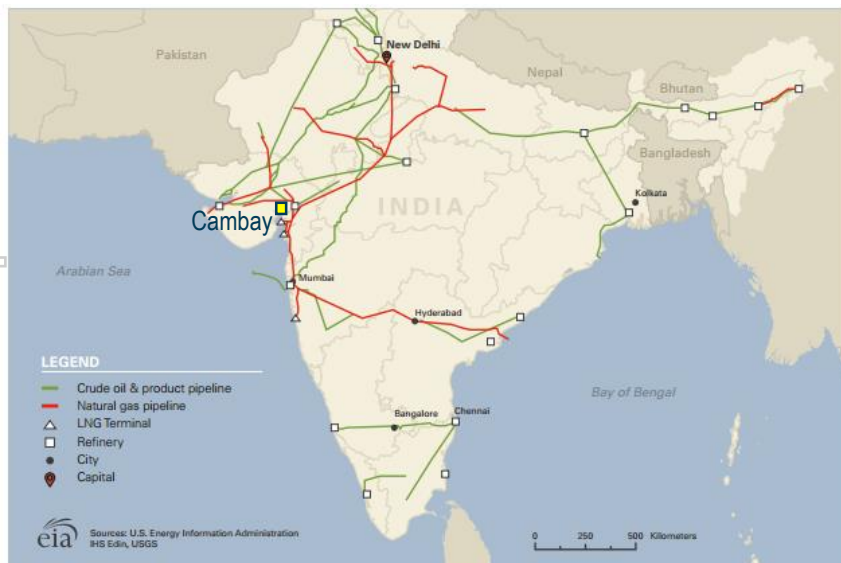 New Delhi
Pakistan
Nepal
Bhutan
Bangladesh
Kolkata
INDIA
Cambay
Arabian Sea
Mumbai
Hyderabad
Bay of Bengal
LEGEND
Crude oil & product pipeline
Natural gas pipeline
LNG Terminal
Refinery
City
Capital
Bangalore
Chennai
eia
Sources: U.S. Energy Information Administration
IHS Edin, USGS
0 250 500 Kilometers